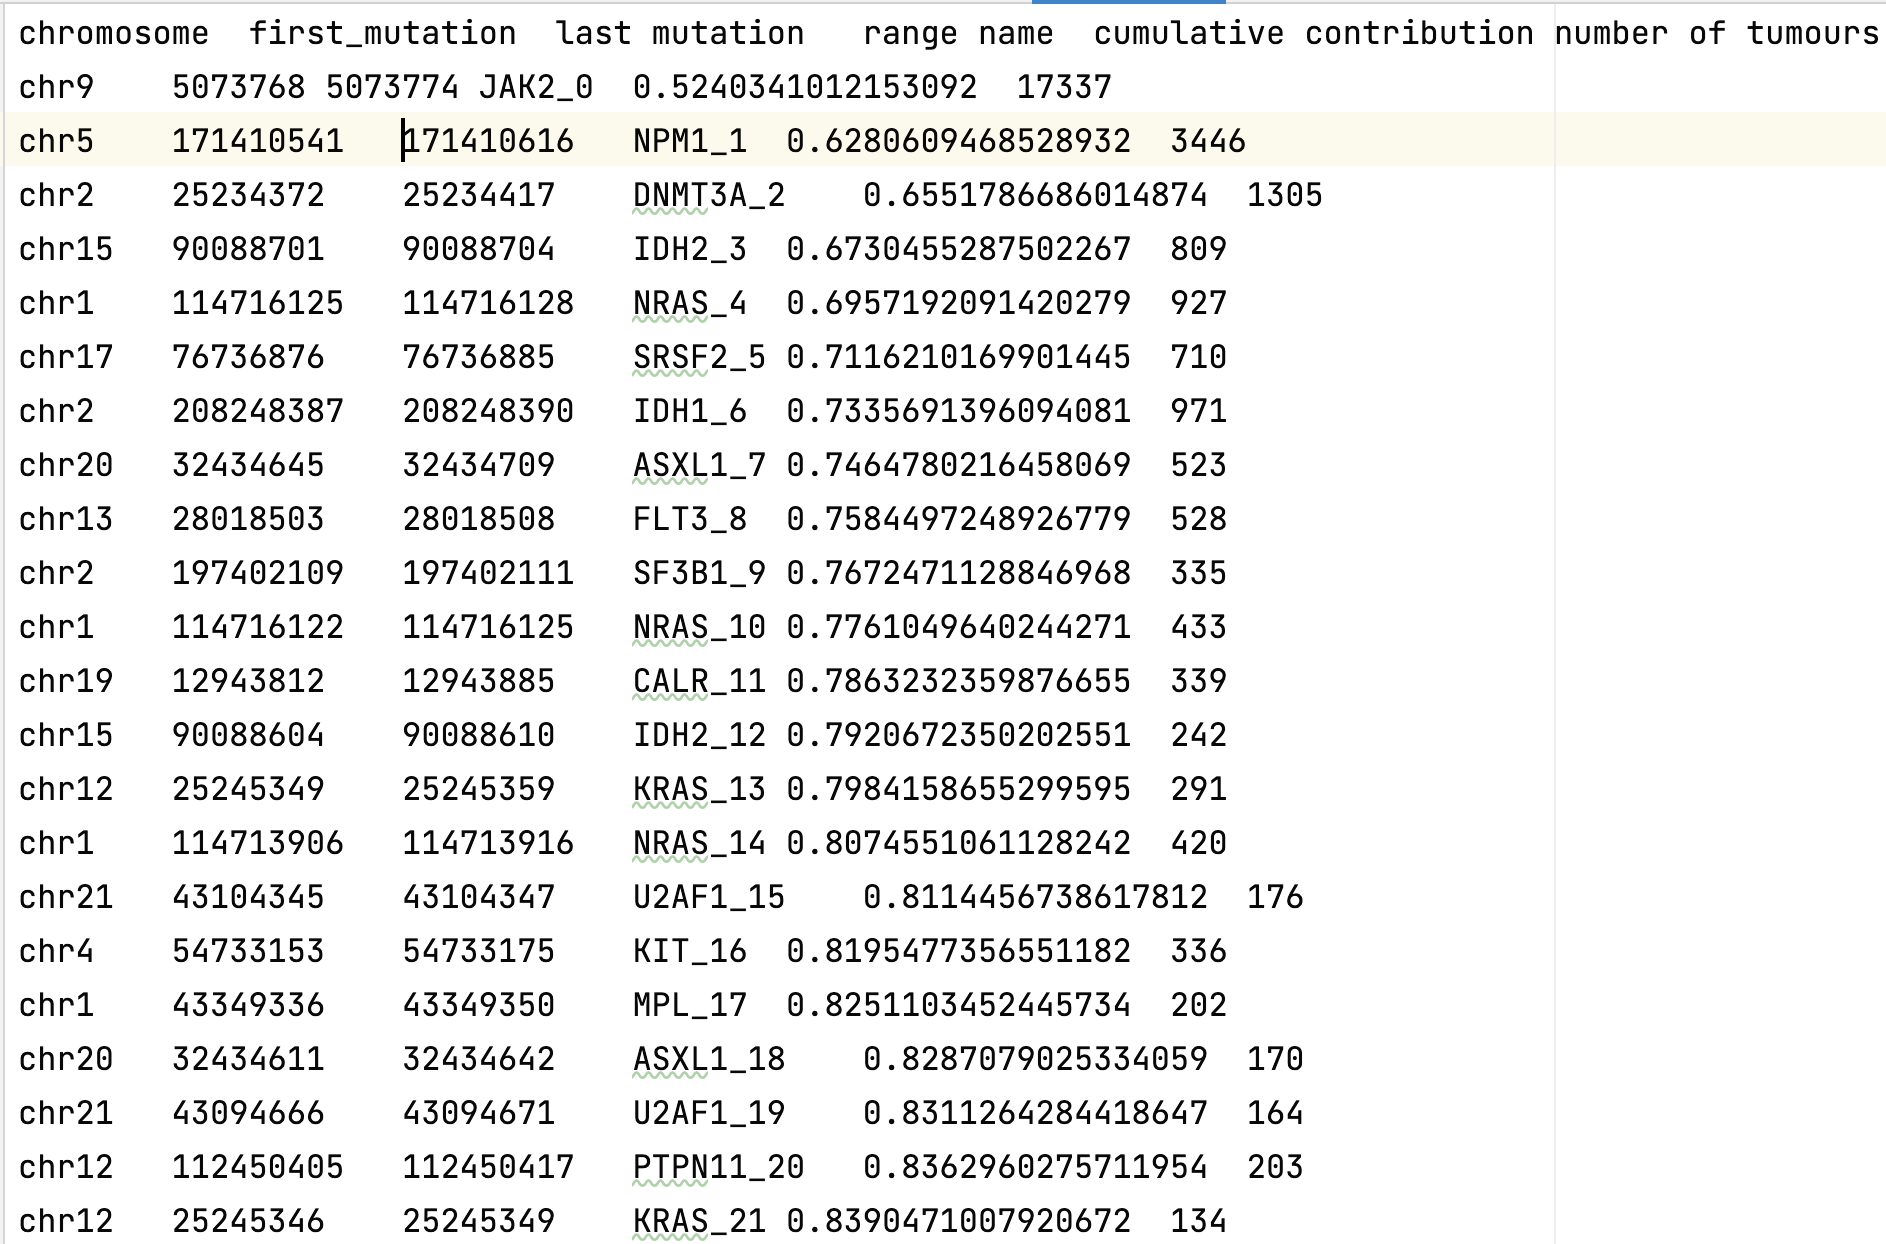 chromosome first_mutation last mutation range name cumulative contribution number of tumours
chr9 5073768 5073774 JAK2_0 0.5240341012153092 17337
chr5 171410541 171410616 NPM1_1 0.6280609468528932 3446
chr2 25234372 25234417 DNMT3A_2 0.6551786686014874 1305
chr15 90088701 90088704 IDH2_3 0.6730455287502267 809
chr1 114716125 114716128 NRAS_4 0.6957192091420279 927
chr17 76736876 76736885 SRSF2_5 0.7116210169901445 710
chr2 208248387 208248390 IDH1_6 0.7335691396094081 971
chr20 32434645 32434709 ASXL1_7 0.7464780216458069 523
chr13 28018503 28018508 FLT3_8 0.7584497248926779 528
chr2 197402109 197402111 SF3B1_9 0.7672471128846968 335
chr1 114716122 114716125 NRAS_10 0.7761049640244271 433
chr19 12943812 12943885 CALR_11 0.7863232359876655 339
chr15 90088604 90088610 IDH2_12 0.7920672350202551 242
chr12 25245349 25245359 KRAS_13 0.7984158655299595 291
chr1 114713906 114713916 NRAS_14 0.8074551061128242 420
chr21 43104345 43104347 U2AF1_15 0.8114456738617812 176
chr4 54733153 54733175 KIT_16 0.8195477356551182 336
chr1 43349336 43349350 MPL_17 0.8251103452445734 202
chr20 32434611 32434642 ASXL1_18 0.8287079025334059 170
chr21 43094666 43094671 U2AF1_19 0.8311264284418647 164
chr12 112450405 112450417 PTPN11_20 0.8362960275711954 203
chr12 25245346 25245349 KRAS_21 0.8390471007920672 134